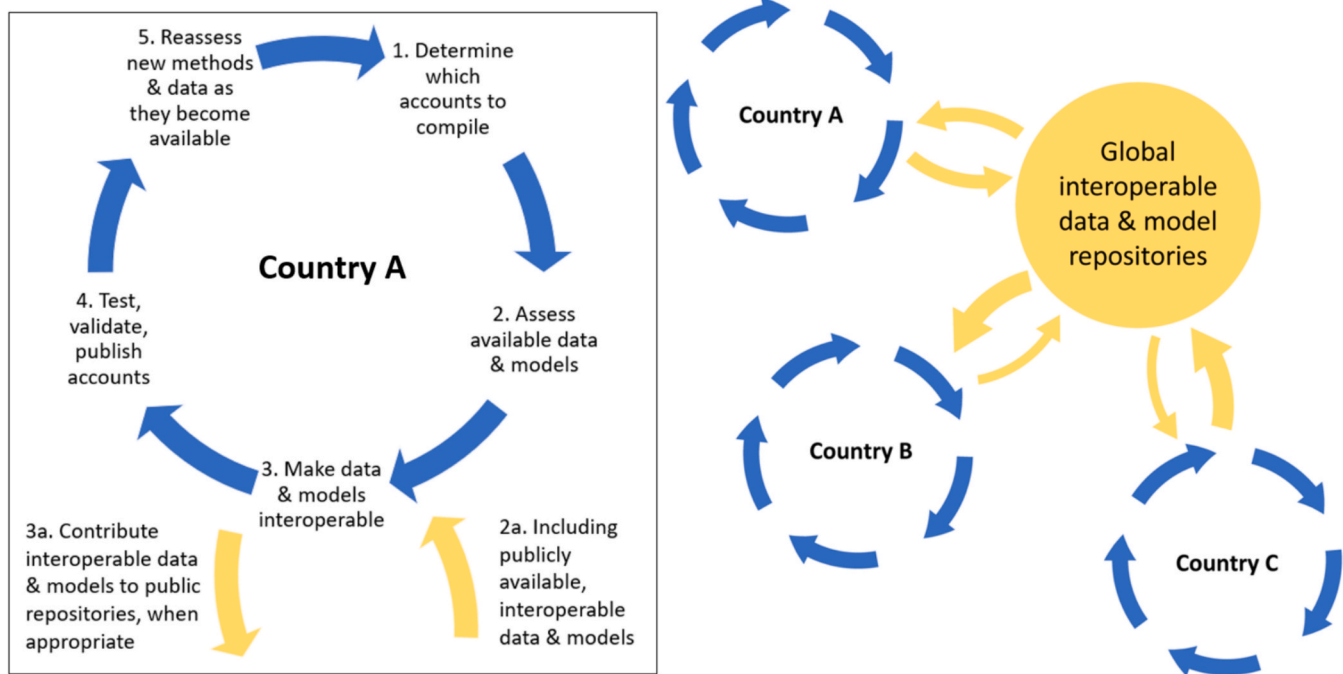 5. Reassess
new methods
& data as
they become
available
1. Determine
which
accounts to
compile
Country A
2. Assess
available data
& models
4. Test,
validate,
publish
accounts
3. Make data
& models
interoperable
3a. Contribute
interoperable data
& models to public
repositories, when
appropriate
2a. Including
publicly
available,
interoperable
data & models
Country A
Global
interoperable
data & model
repositories
Country B
Country C